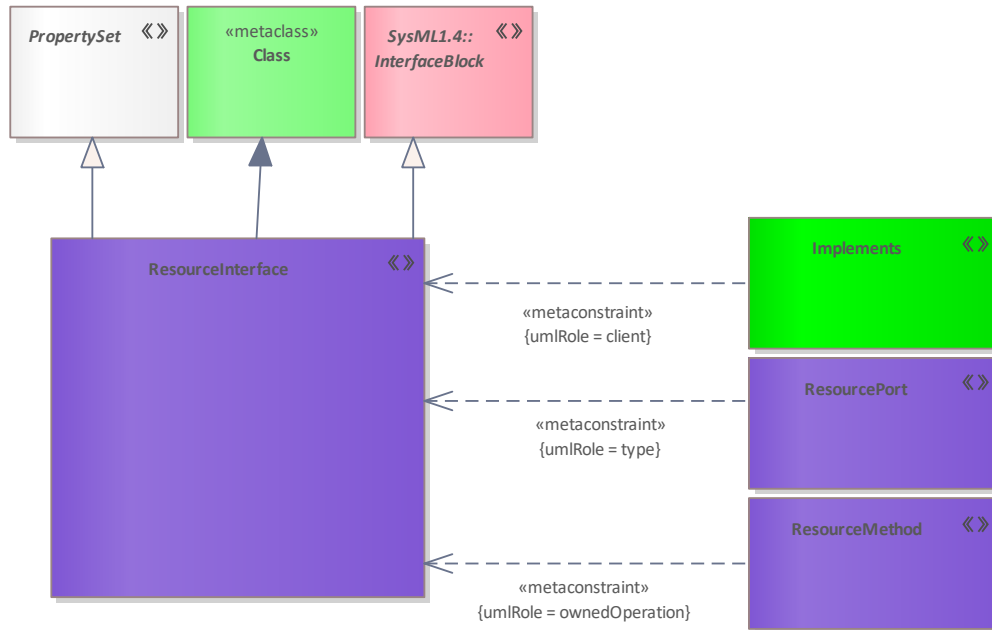 PropertySet
«»
«metaclass»
Class
SysML1.4::
InterfaceBlock
«»
ResourceInterface
«»
Implements
«»
«metaconstraint»
{umlRole = client}
ResourcePort
«»
«metaconstraint»
{umlRole = type}
ResourceMethod
«»
«metaconstraint»
{umlRole = ownedOperation}